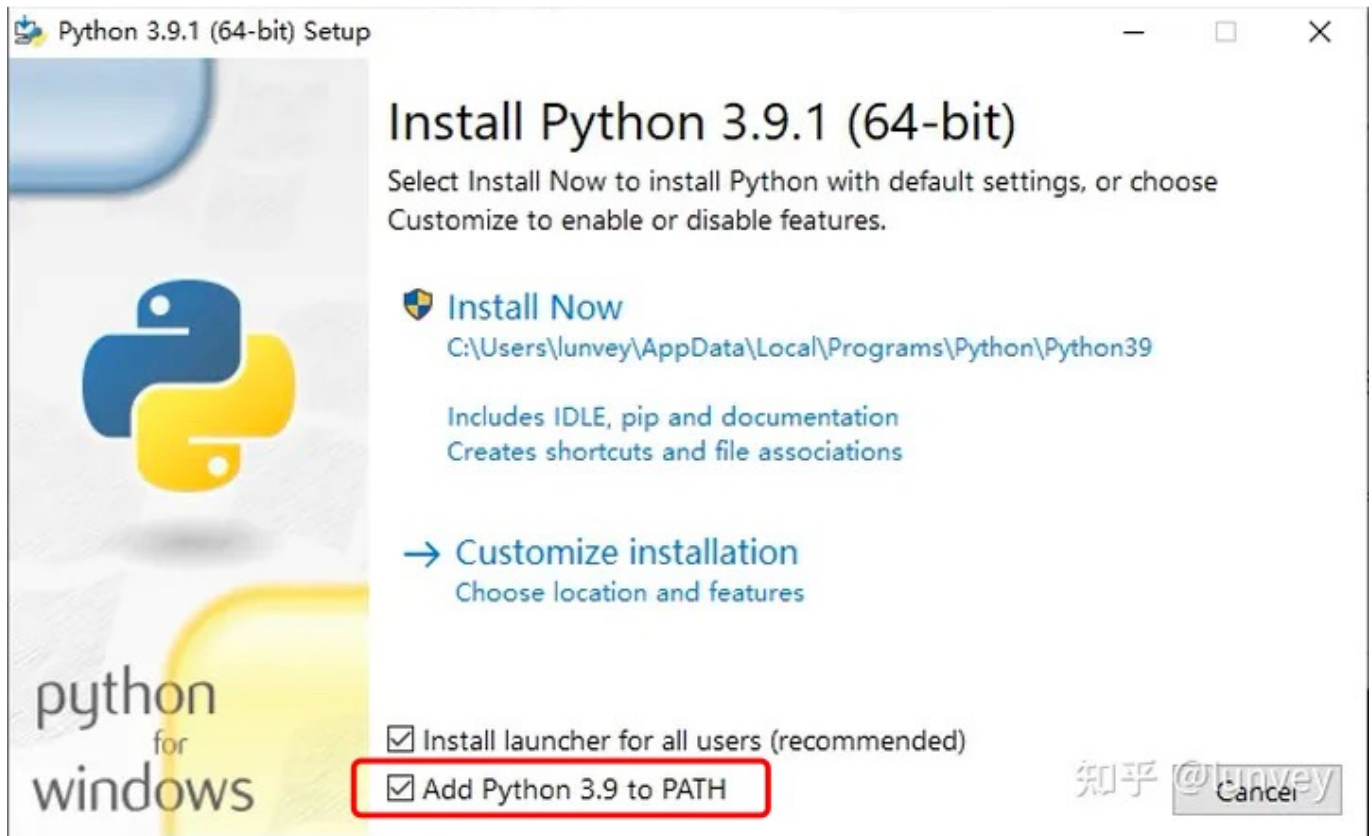 Python 3.9.1 (64-bit) Setup
Install Python 3.9.1 (64-bit)
Select Install Now to install Python with default settings, or choose
Customize to enable or disable features.
Install Now
C:\Users\lunvey\AppData\Local\Programs\Python\Python39
Includes IDLE, pip and documentation
Creates shortcuts and file associations
Customize installation
Choose location and features
python
for
windows
Install launcher for all users (recommended)
Add Python 3.9 to PATH
知乎 @lunvey
Cancel